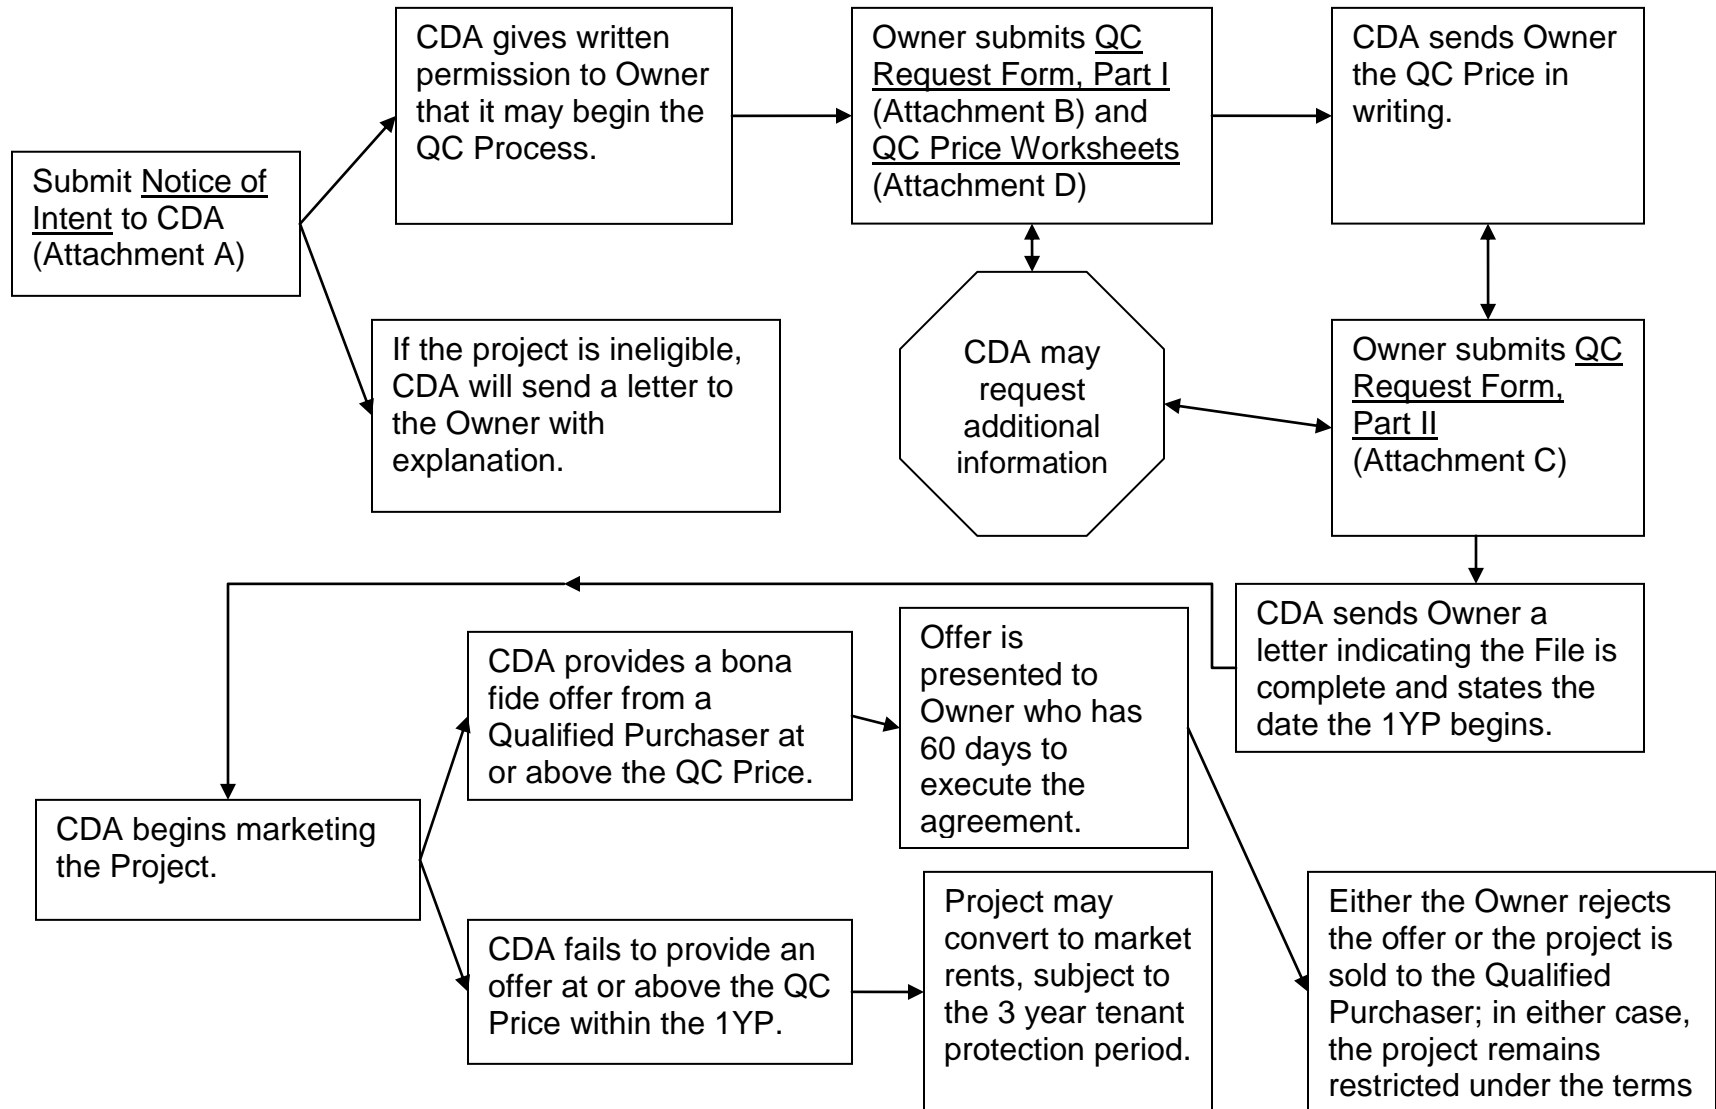 Submit Notice of
Intent to CDA
(Attachment A)
CDA gives written
permission to Owner
that it may begin the
QC Process.
If the project is ineligible,
CDA will send a letter to
the Owner with
explanation.
Owner submits QC
Request Form, Part I
(Attachment B) and
QC Price Worksheets
(Attachment D)
CDA may
request
additional
information
CDA sends Owner
the QC Price in
writing.
Owner submits QC
Request Form,
Part II
(Attachment C)
CDA sends Owner a
letter indicating the File is
complete and states the
date the 1YP begins.
CDA begins marketing
the Project.
CDA provides a bona
fide offer from a
Qualified Purchaser at
or above the QC Price.
Offer is
presented to
Owner who has
60 days to
execute the
agreement.
CDA fails to provide an
offer at or above the QC
Price within the 1YP.
Project may
convert to market
rents, subject to
the 3 year tenant
protection period.
Either the Owner rejects
the offer or the project is
sold to the Qualified
Purchaser; in either case,
the project remains
restricted under the terms